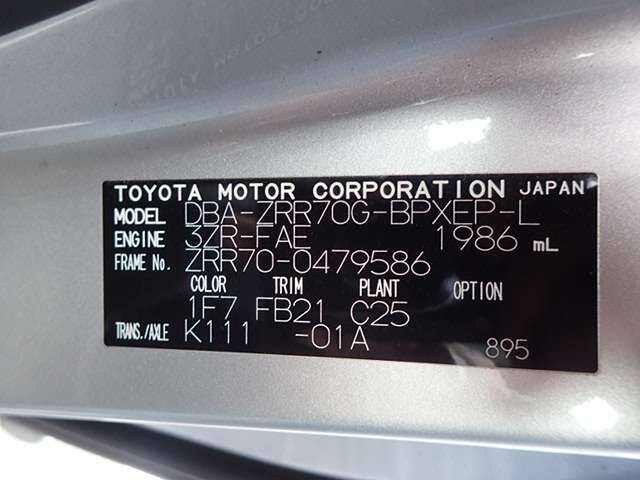 TOYOTA MOTOR CORPORATION JAPAN
MODEL DBA-ZRR70G-BPXEP-L
ENGINE 3ZR-FAE 1986 mL
FRAME No. ZRR70-0479586
COLOR TRIM PLANT OPTION
1F7 FB21 C25
TRANS./AXLE K111 -01A 895